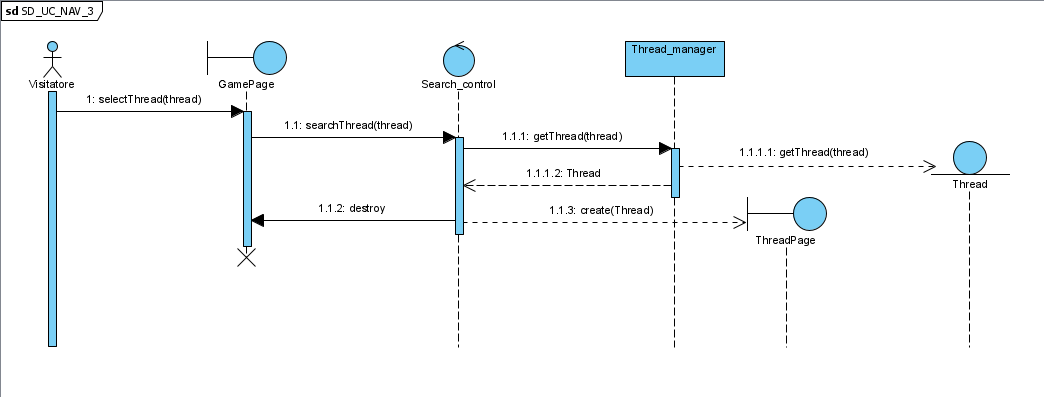 sd SD_UC_NAV_3
Visitatore
GamePage
Search_control
Thread_manager
1: selectThread(thread)
1.1: searchThread(thread)
1.1.1: getThread(thread)
1.1.1.1: getThread(thread)
1.1.1.2: Thread
Thread
1.1.2: destroy
1.1.3: create(Thread)
ThreadPage